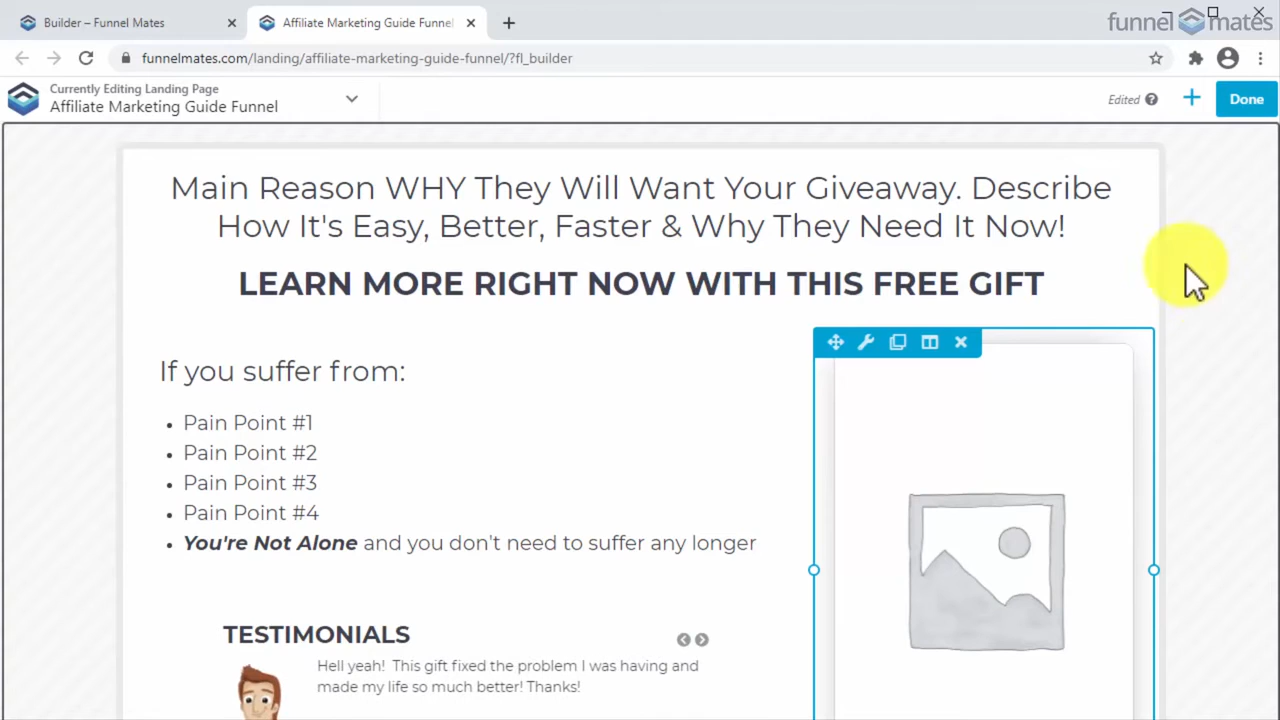 Builder – Funnel Mates
Affiliate Marketing Guide Funnel
funnel mates
funnelmates.com/landing/affiliate-marketing-guide-funnel/?fl_builder
Currently Editing Landing Page
Affiliate Marketing Guide Funnel
Edited
Done
Main Reason WHY They Will Want Your Giveaway. Describe
How It's Easy, Better, Faster & Why They Need It Now!
LEARN MORE RIGHT NOW WITH THIS FREE GIFT
If you suffer from:
Pain Point #1
Pain Point #2
Pain Point #3
Pain Point #4
You're Not Alone and you don't need to suffer any longer
TESTIMONIALS
Hell yeah! This gift fixed the problem I was having and
made my life so much better! Thanks!